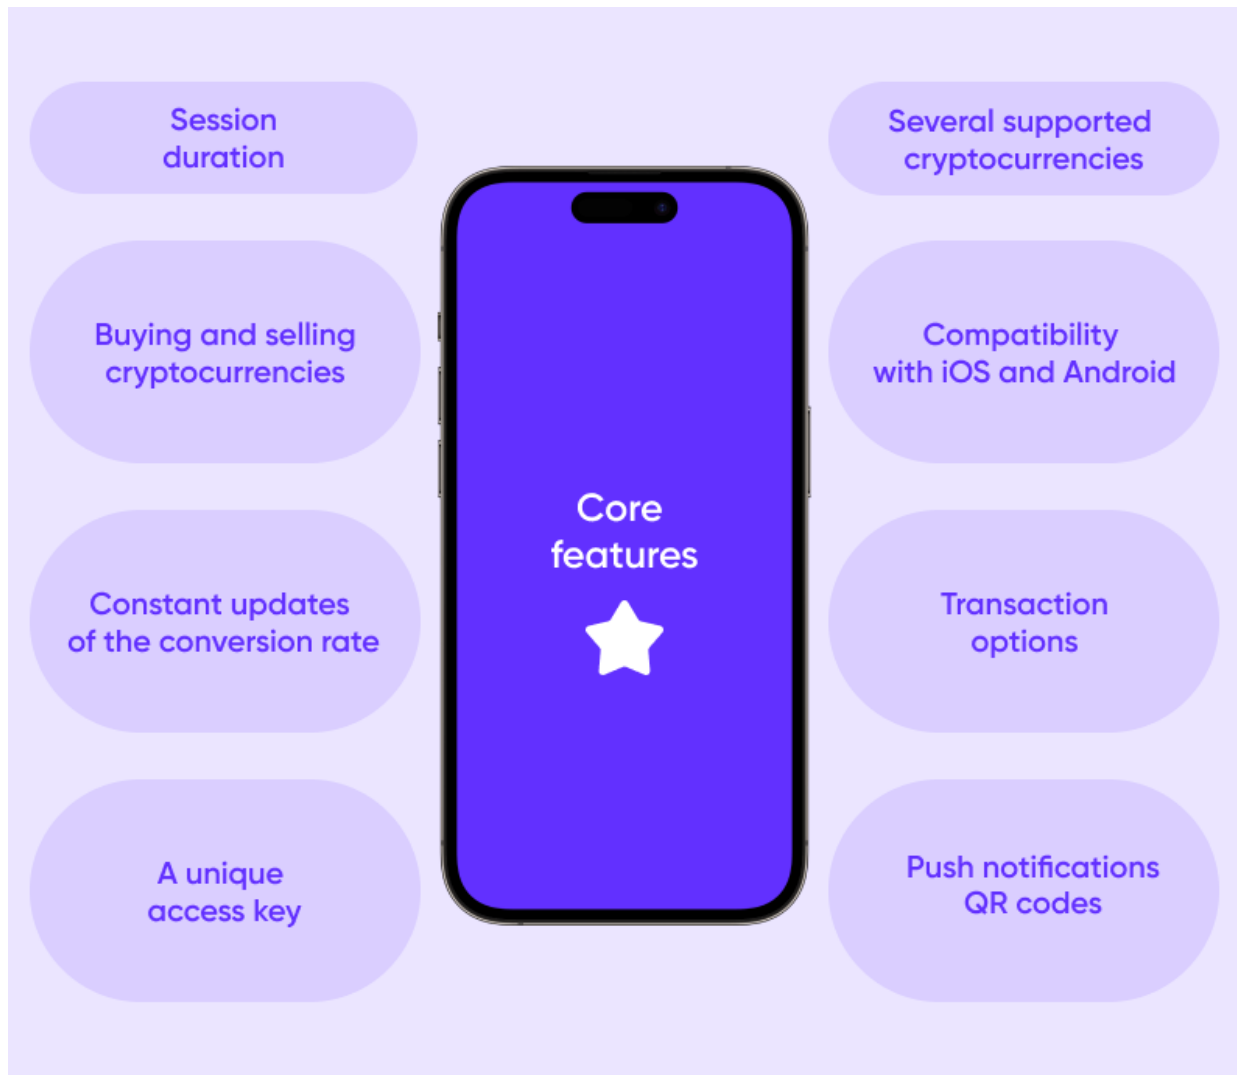 Session
duration
Buying and selling
cryptocurrencies
Constant updates
of the conversion rate
A unique
access key
Core
features
Several supported
cryptocurrencies
Compatibility
with iOS and Android
Transaction
options
Push notifications
QR codes